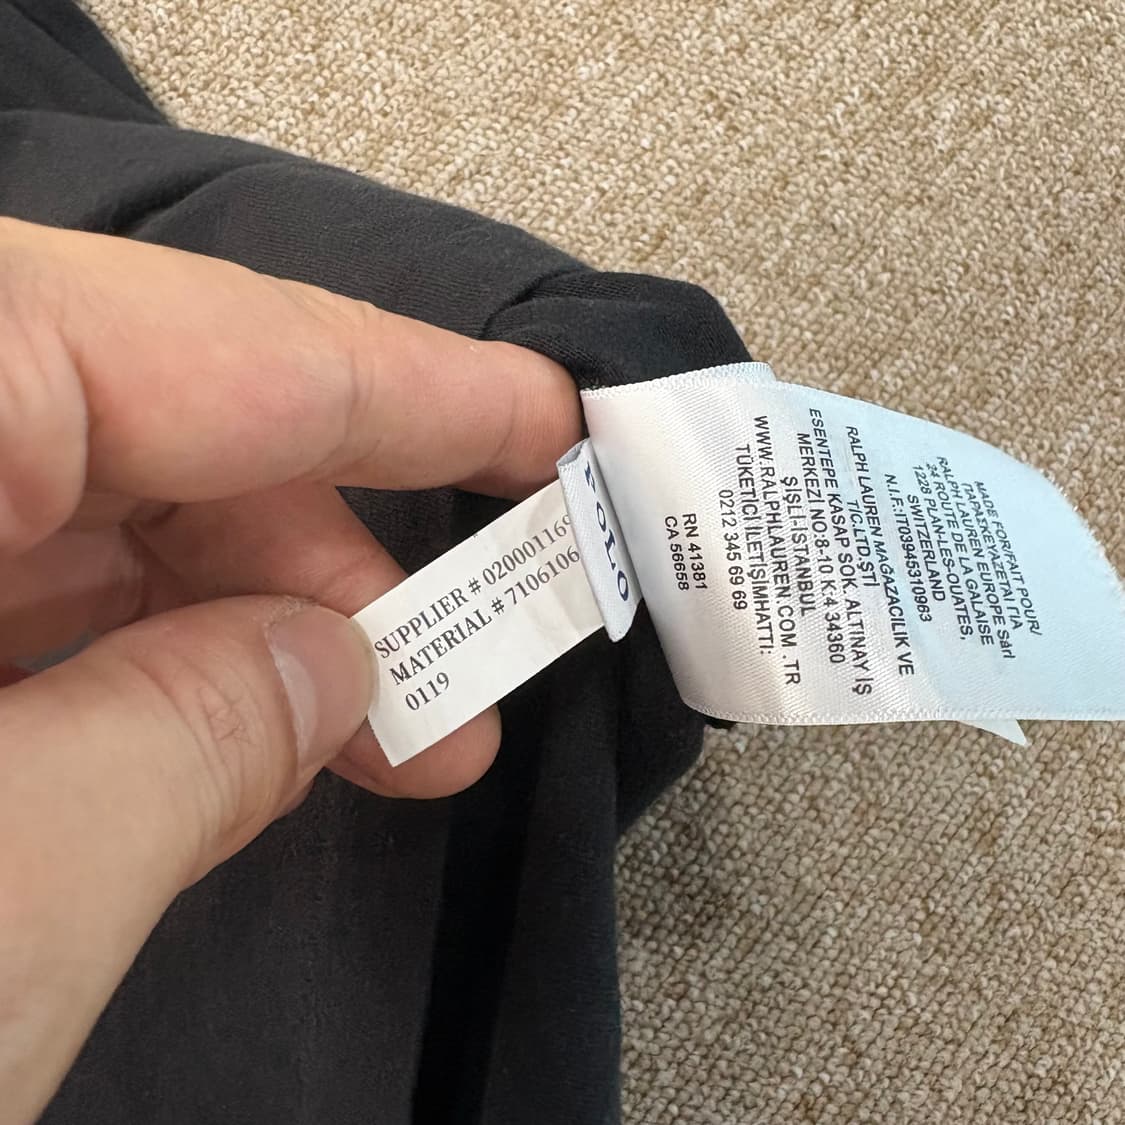 SUPPLIER # 02000116
MATERIAL # 7106106
0119
POLO
MADE FOR/FAIT POUR/
ΠΑΡΑΣΚΕΥΑΖΕΤΑΙ ΓΙΑ
RALPH LAUREN EUROPE Sàrl
24 ROUTE DE LA GALAISE
1228 PLAN-LES-OUATES,
SWITZERLAND
N.I.F.:IT03945310963
RALPH LAUREN MAĞAZACILIK VE
TİC.LTD.ŞTİ
ESENTEPE KASAP SOK. ALTINAY İŞ
MERKEZİ NO:8-10 K:4 34360
ŞİŞLİ-İSTANBUL
WWW.RALPHLAUREN.COM .TR
TÜKETİCİ İLETİŞİMHATTI:
0212 345 69 69
RN 41381
CA 56658